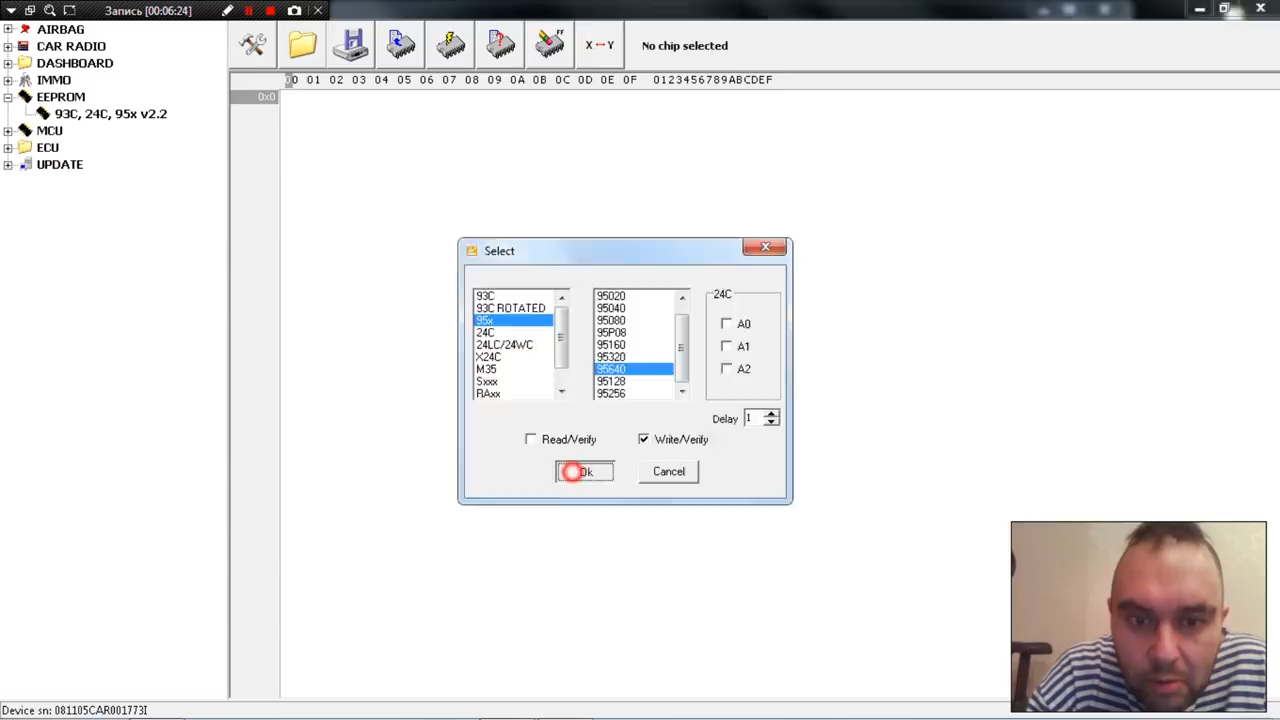 Запись [00:06:24]
AIRBAG
CAR RADIO
DASHBOARD
IMMO
EEPROM
93C, 24C, 95x v2.2
MCU
ECU
UPDATE
FF
X↔Y
No chip selected
00 01 02 03 04 05 06 07 08 09 0A 0B 0C 0D 0E 0F 0123456789ABCDEF
0x0
Select
93C
93C ROTATED
95x
24C
24LC/24WC
X24C
M35
Sxxx
RAxx
95020
95040
95080
95P08
95160
95320
95640
95128
95256
24C
A0
A1
A2
Delay 1
Read/Verify
Write/Verify
Ok
Cancel
Device sn: 081105CAR001773I